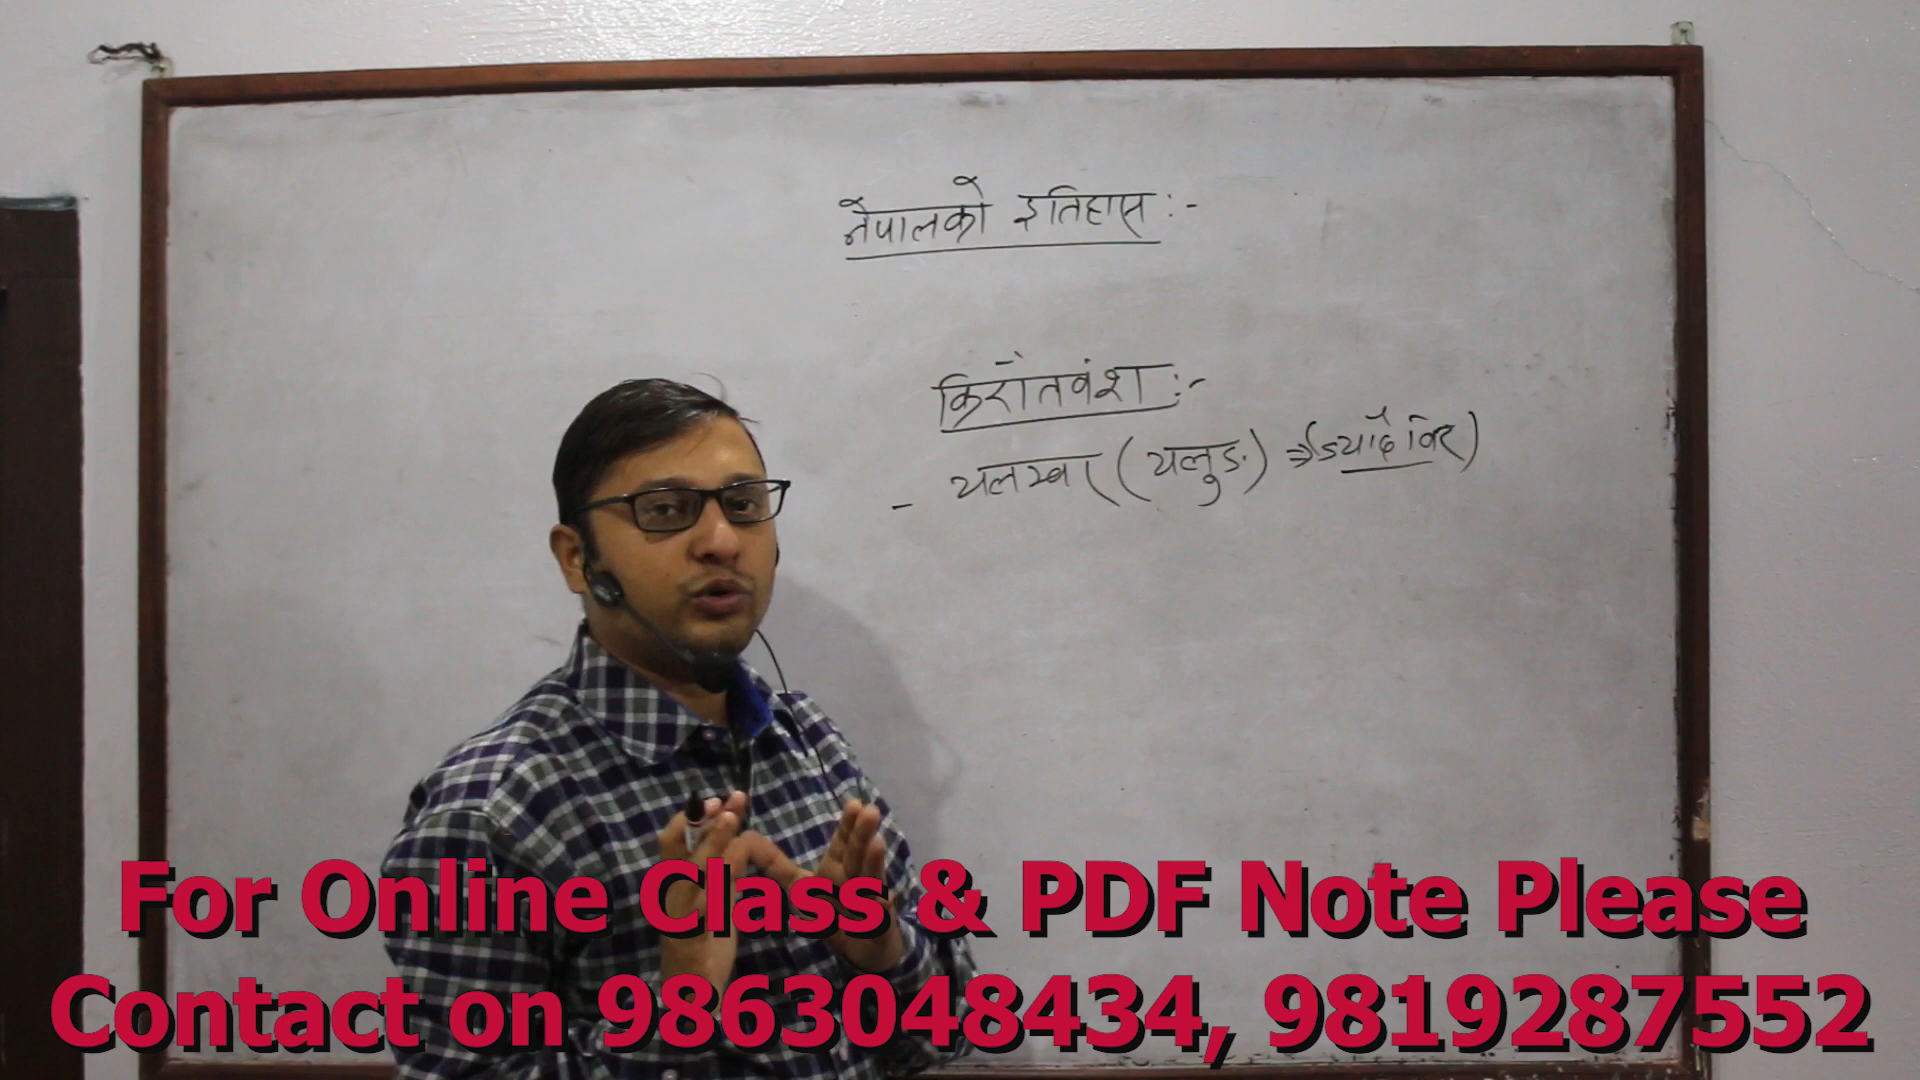 नेपालको इतिहास :-
किराँतवंश :-
- यलम्बर (यलुङ) ⇒
For Online Class & PDF Note Please
Contact on 9863048434, 9819287552